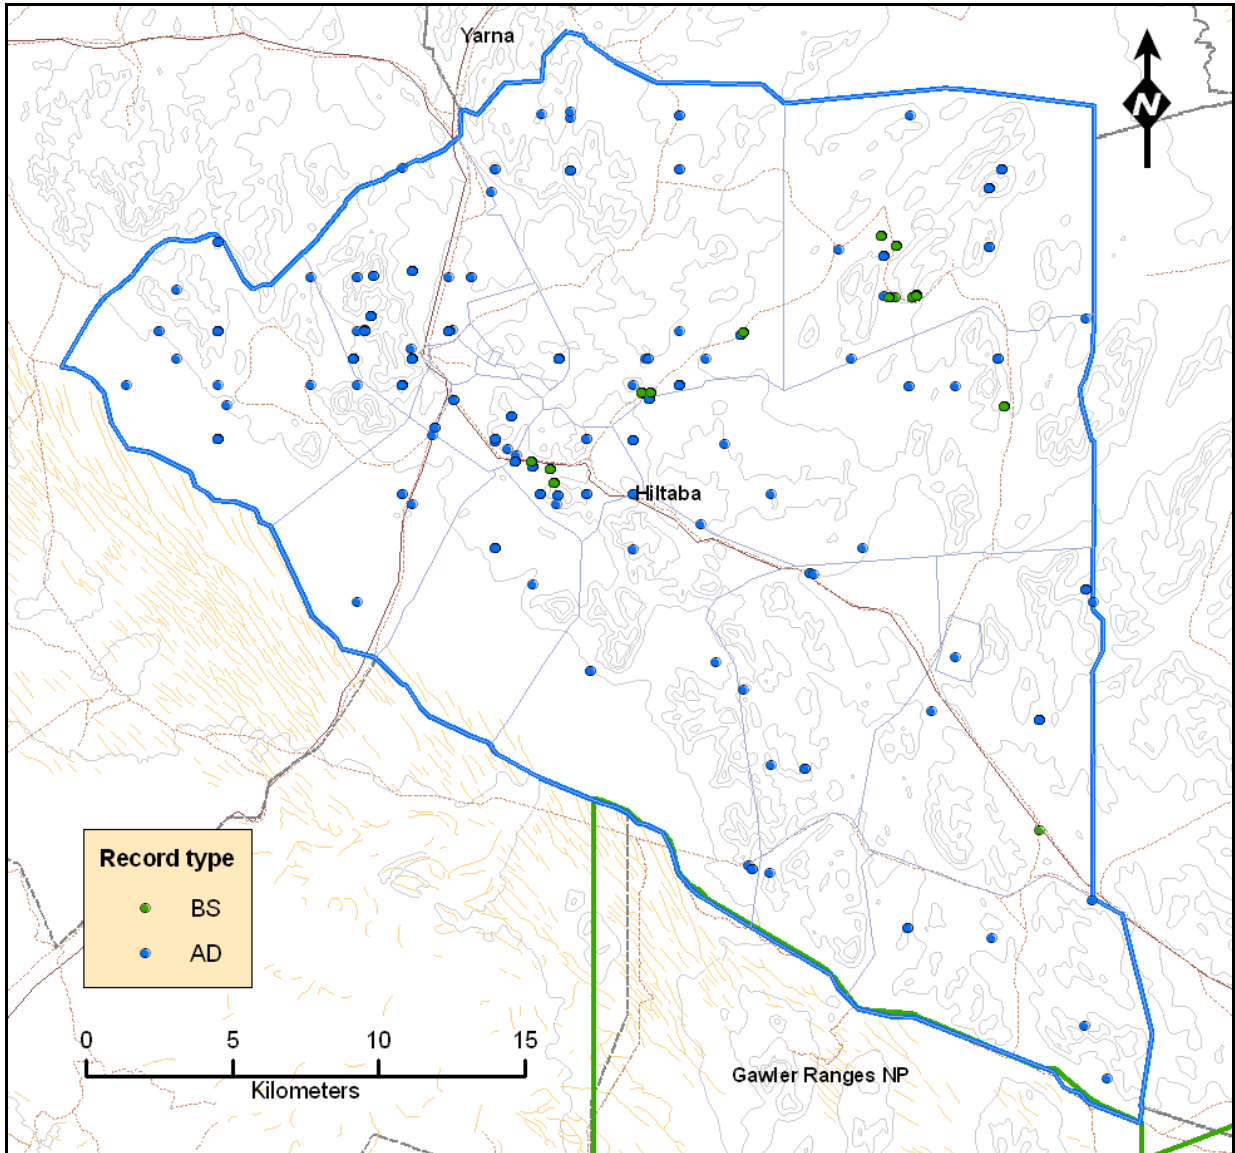 Yarna
N
Hiltaba
Record type
BS
AD
0 5 10 15
Kilometers
Gawler Ranges NP